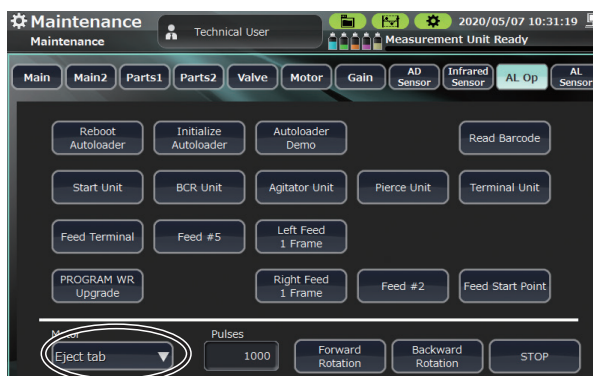 Maintenance
Maintenance
Technical User
2020/05/07 10:31:19
Measurement Unit Ready
Main
Main2
Parts1
Parts2
Valve
Motor
Gain
AD
Sensor
Infrared
Sensor
AL Op
AL
Sensor
Reboot
Autoloader
Initialize
Autoloader
Autoloader
Demo
Read Barcode
Start Unit
BCR Unit
Agitator Unit
Pierce Unit
Terminal Unit
Feed Terminal
Feed #5
Left Feed
1 Frame
PROGRAM WR
Upgrade
Right Feed
1 Frame
Feed #2
Feed Start Point
Motor
Pulses
Eject tab
1000
Forward
Rotation
Backward
Rotation
STOP